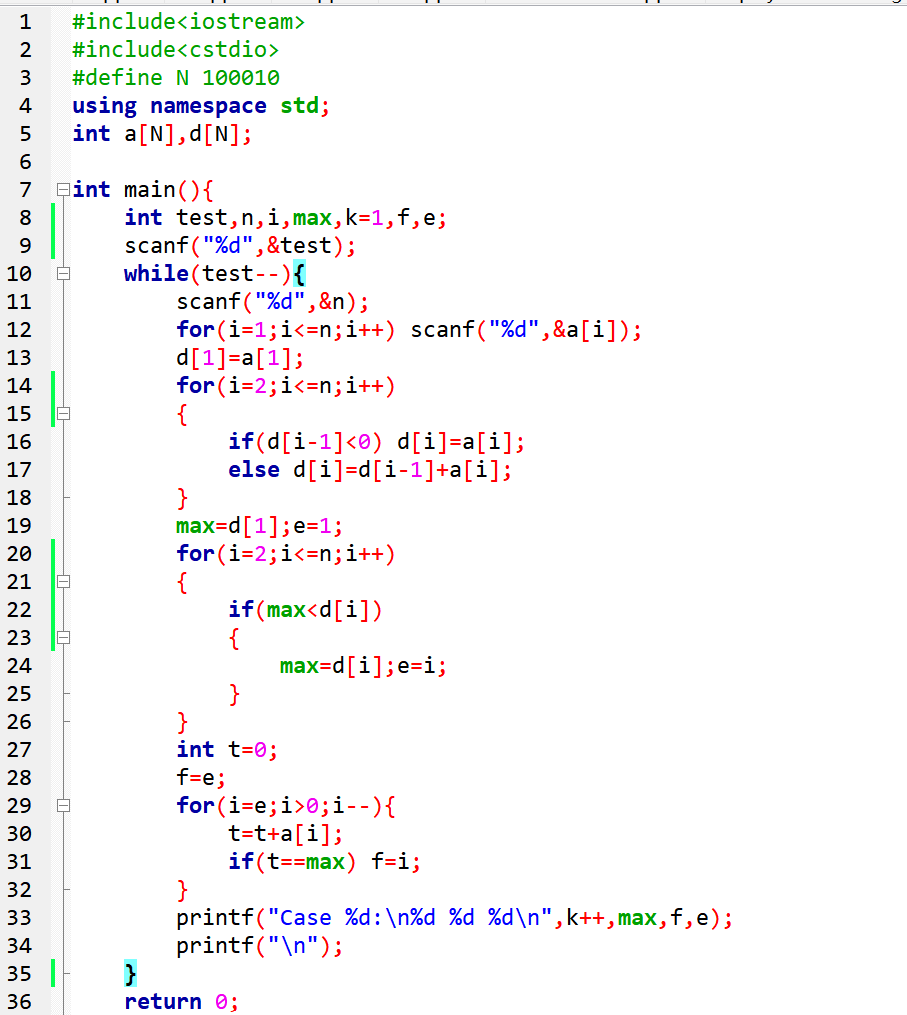 1 #include<iostream>
2 #include<cstdio>
3 #define N 100010
4 using namespace std;
5 int a[N],d[N];
6
7 int main(){
8     int test,n,i,max,k=1,f,e;
9     scanf("%d",&test);
10     while(test--){
11         scanf("%d",&n);
12         for(i=1;i<=n;i++) scanf("%d",&a[i]);
13         d[1]=a[1];
14         for(i=2;i<=n;i++)
15         {
16             if(d[i-1]<0) d[i]=a[i];
17             else d[i]=d[i-1]+a[i];
18         }
19         max=d[1];e=1;
20         for(i=2;i<=n;i++)
21         {
22             if(max<d[i])
23             {
24                 max=d[i];e=i;
25             }
26         }
27         int t=0;
28         f=e;
29         for(i=e;i>0;i--){
30             t=t+a[i];
31             if(t==max) f=i;
32         }
33         printf("Case %d:\n%d %d %d\n",k++,max,f,e);
34         printf("\n");
35     }
36     return 0;